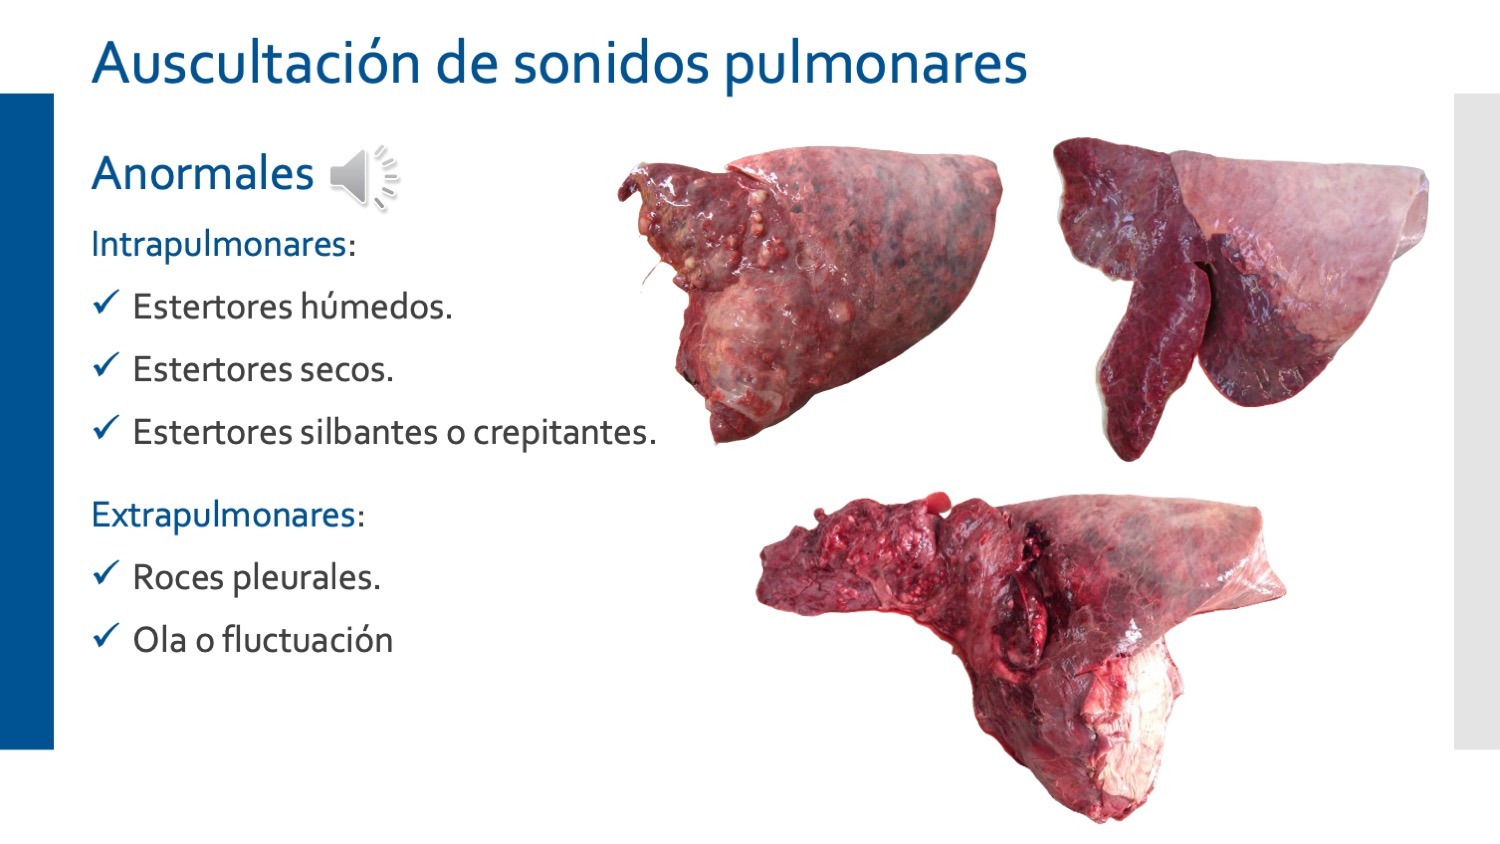 Auscultación de sonidos pulmonares
Anormales
Intrapulmonares:
✓ Estertores húmedos.
✓ Estertores secos.
✓ Estertores silbantes o crepitantes.
Extrapulmonares:
✓ Roces pleurales.
✓ Ola o fluctuación